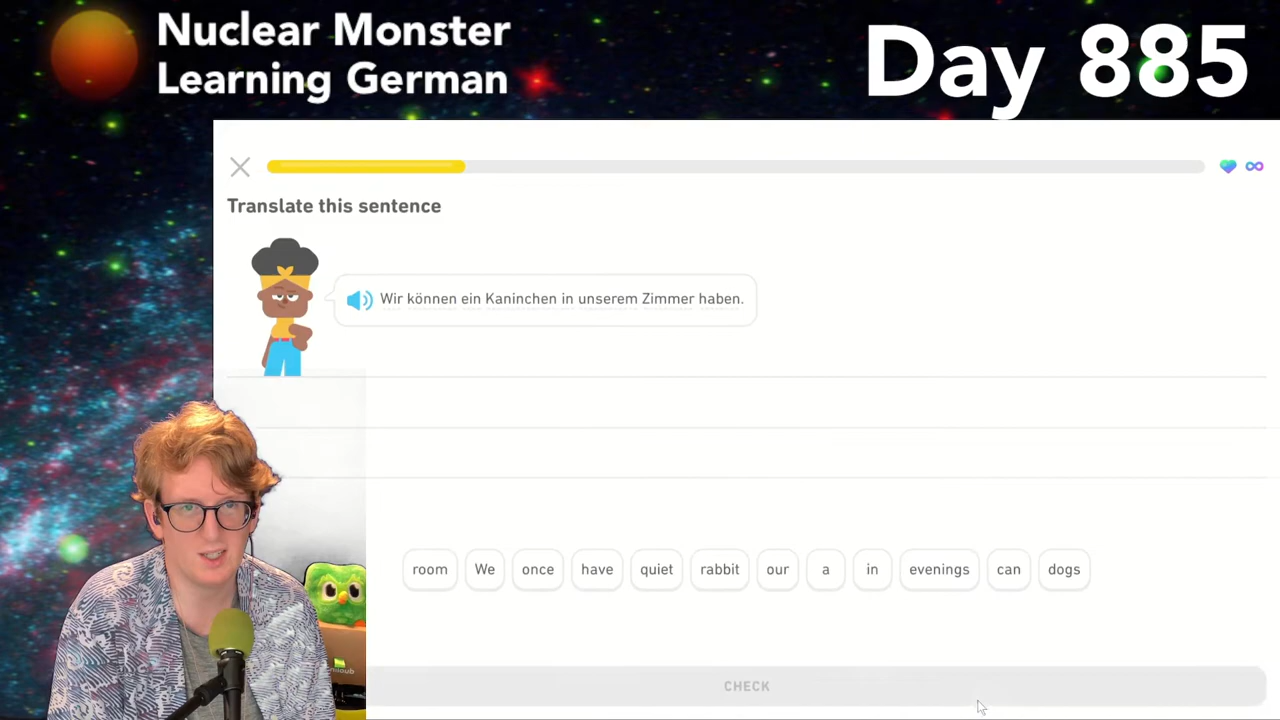 Nuclear Monster
Learning German
Day 885
Translate this sentence
Wir können ein Kaninchen in unserem Zimmer haben.
room We once have quiet rabbit our a in evenings can dogs
CHECK